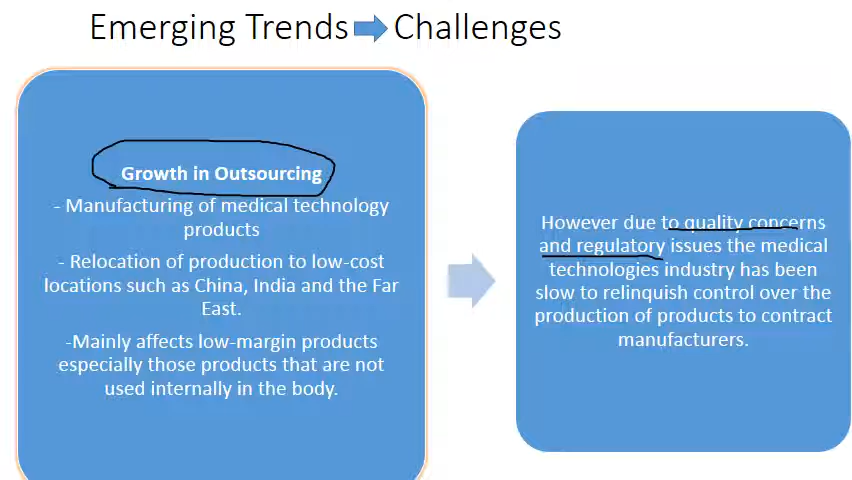 Emerging Trends Challenges
Growth in Outsourcing
- Manufacturing of medical technology
products
- Relocation of production to low-cost
locations such as China, India and the Far
East.
-Mainly affects low-margin products
especially those products that are not
used internally in the body.
However due to quality concerns
and regulatory issues the medical
technologies industry has been
slow to relinquish control over the
production of products to contract
manufacturers.